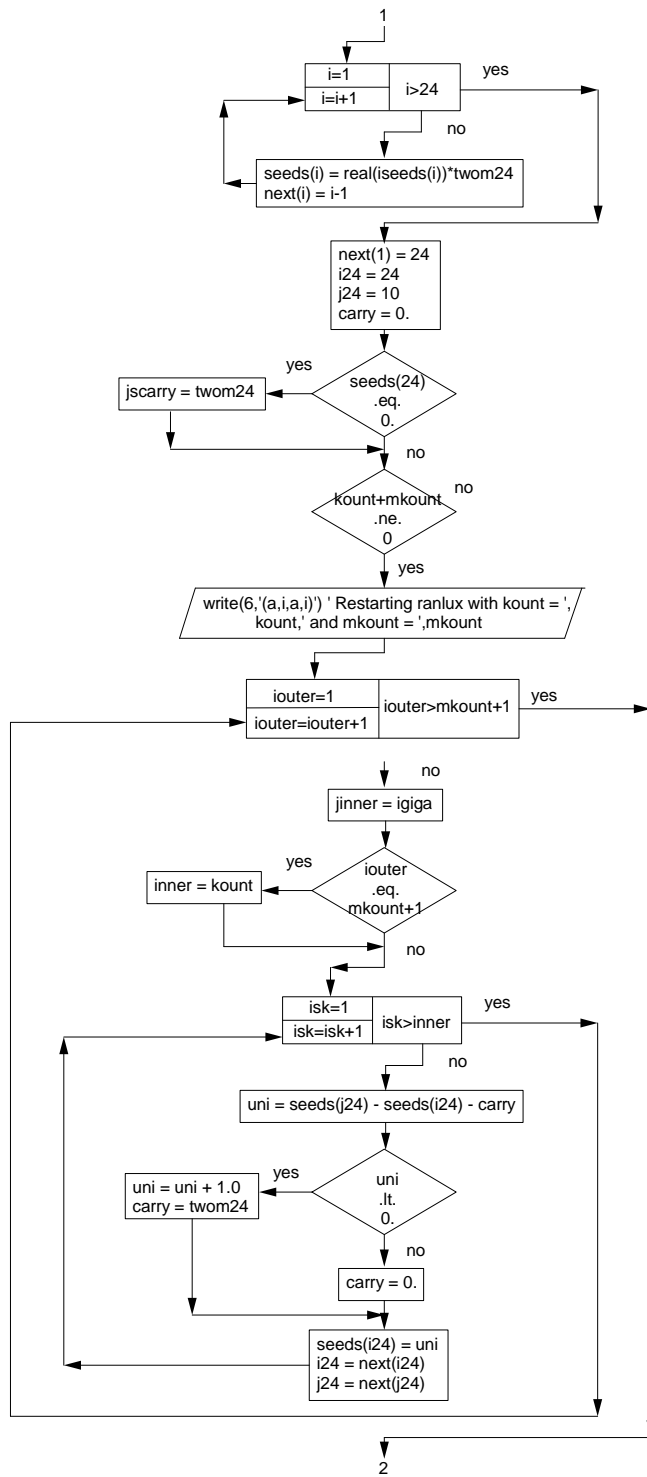 1
i=1
i=i+1
i>24
yes
no
seeds(i) = real(iseeds(i))*twom24
next(i) = i-1
next(1) = 24
i24 = 24
j24 = 10
carry = 0.
yes
seeds(24)
.eq.
0.
jscarry = twom24
no
no
kount+mkount
.ne.
0
yes
write(6,'(a,i,a,i)') ' Restarting ranlux with kount = ',
kount,' and mkount = ',mkount
iouter=1
iouter=iouter+1
iouter>mkount+1
yes
no
jinner = igiga
yes
iouter
.eq.
mkount+1
inner = kount
no
isk=1
isk=isk+1
isk>inner
yes
no
uni = seeds(j24) - seeds(i24) - carry
yes
uni
.lt.
0.
uni = uni + 1.0
carry = twom24
no
carry = 0.
seeds(i24) = uni
i24 = next(i24)
j24 = next(j24)
2